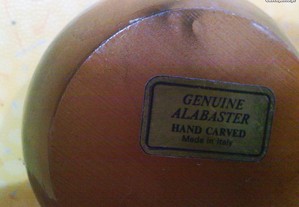 GENUINE
ALABASTER
HAND CARVED
Made in Italy